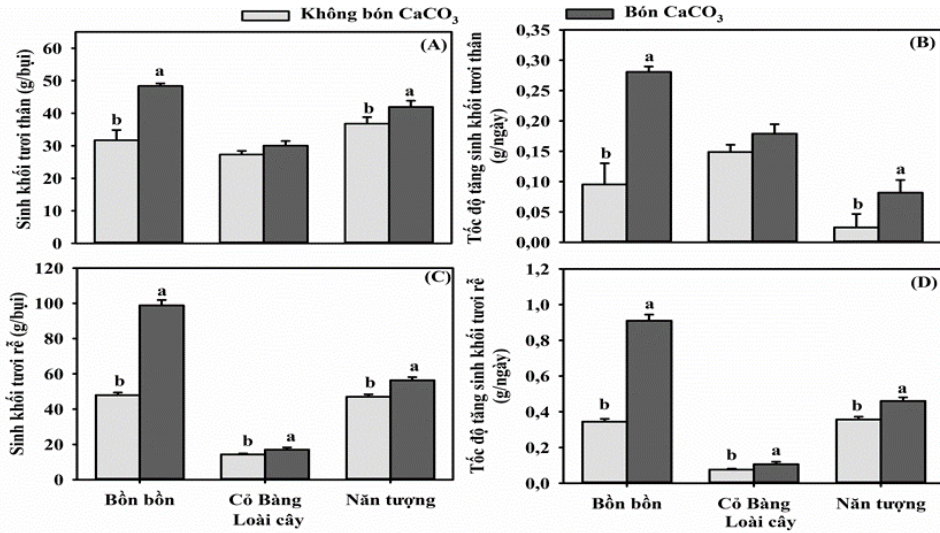 Không bón CaCO₃ Bón CaCO₃
(A)
Sinh khối tươi thân (g/bụi)
60
50
40
30
20
10
0
b a
b a
(B)
Tốc độ tăng sinh khối tươi thân
(g/ngày)
0,35
0,30
0,25
0,20
0,15
0,10
0,05
0,00
b a
b a
(C)
Sinh khối tươi rễ (g/bụi)
120
100
80
60
40
20
0
b a
b a
b a
Bồn bồn Cỏ Bàng Năn tượng
Loài cây
(D)
Tốc độ tăng sinh khối tươi rễ
(g/ngày)
1,2
1,0
0,8
0,6
0,4
0,2
0,0
b a
b a
b a
Bồn bồn Cỏ Bàng Năn tượng
Loài cây